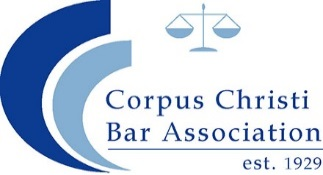 Corpus Christi
Bar Association
est. 1929